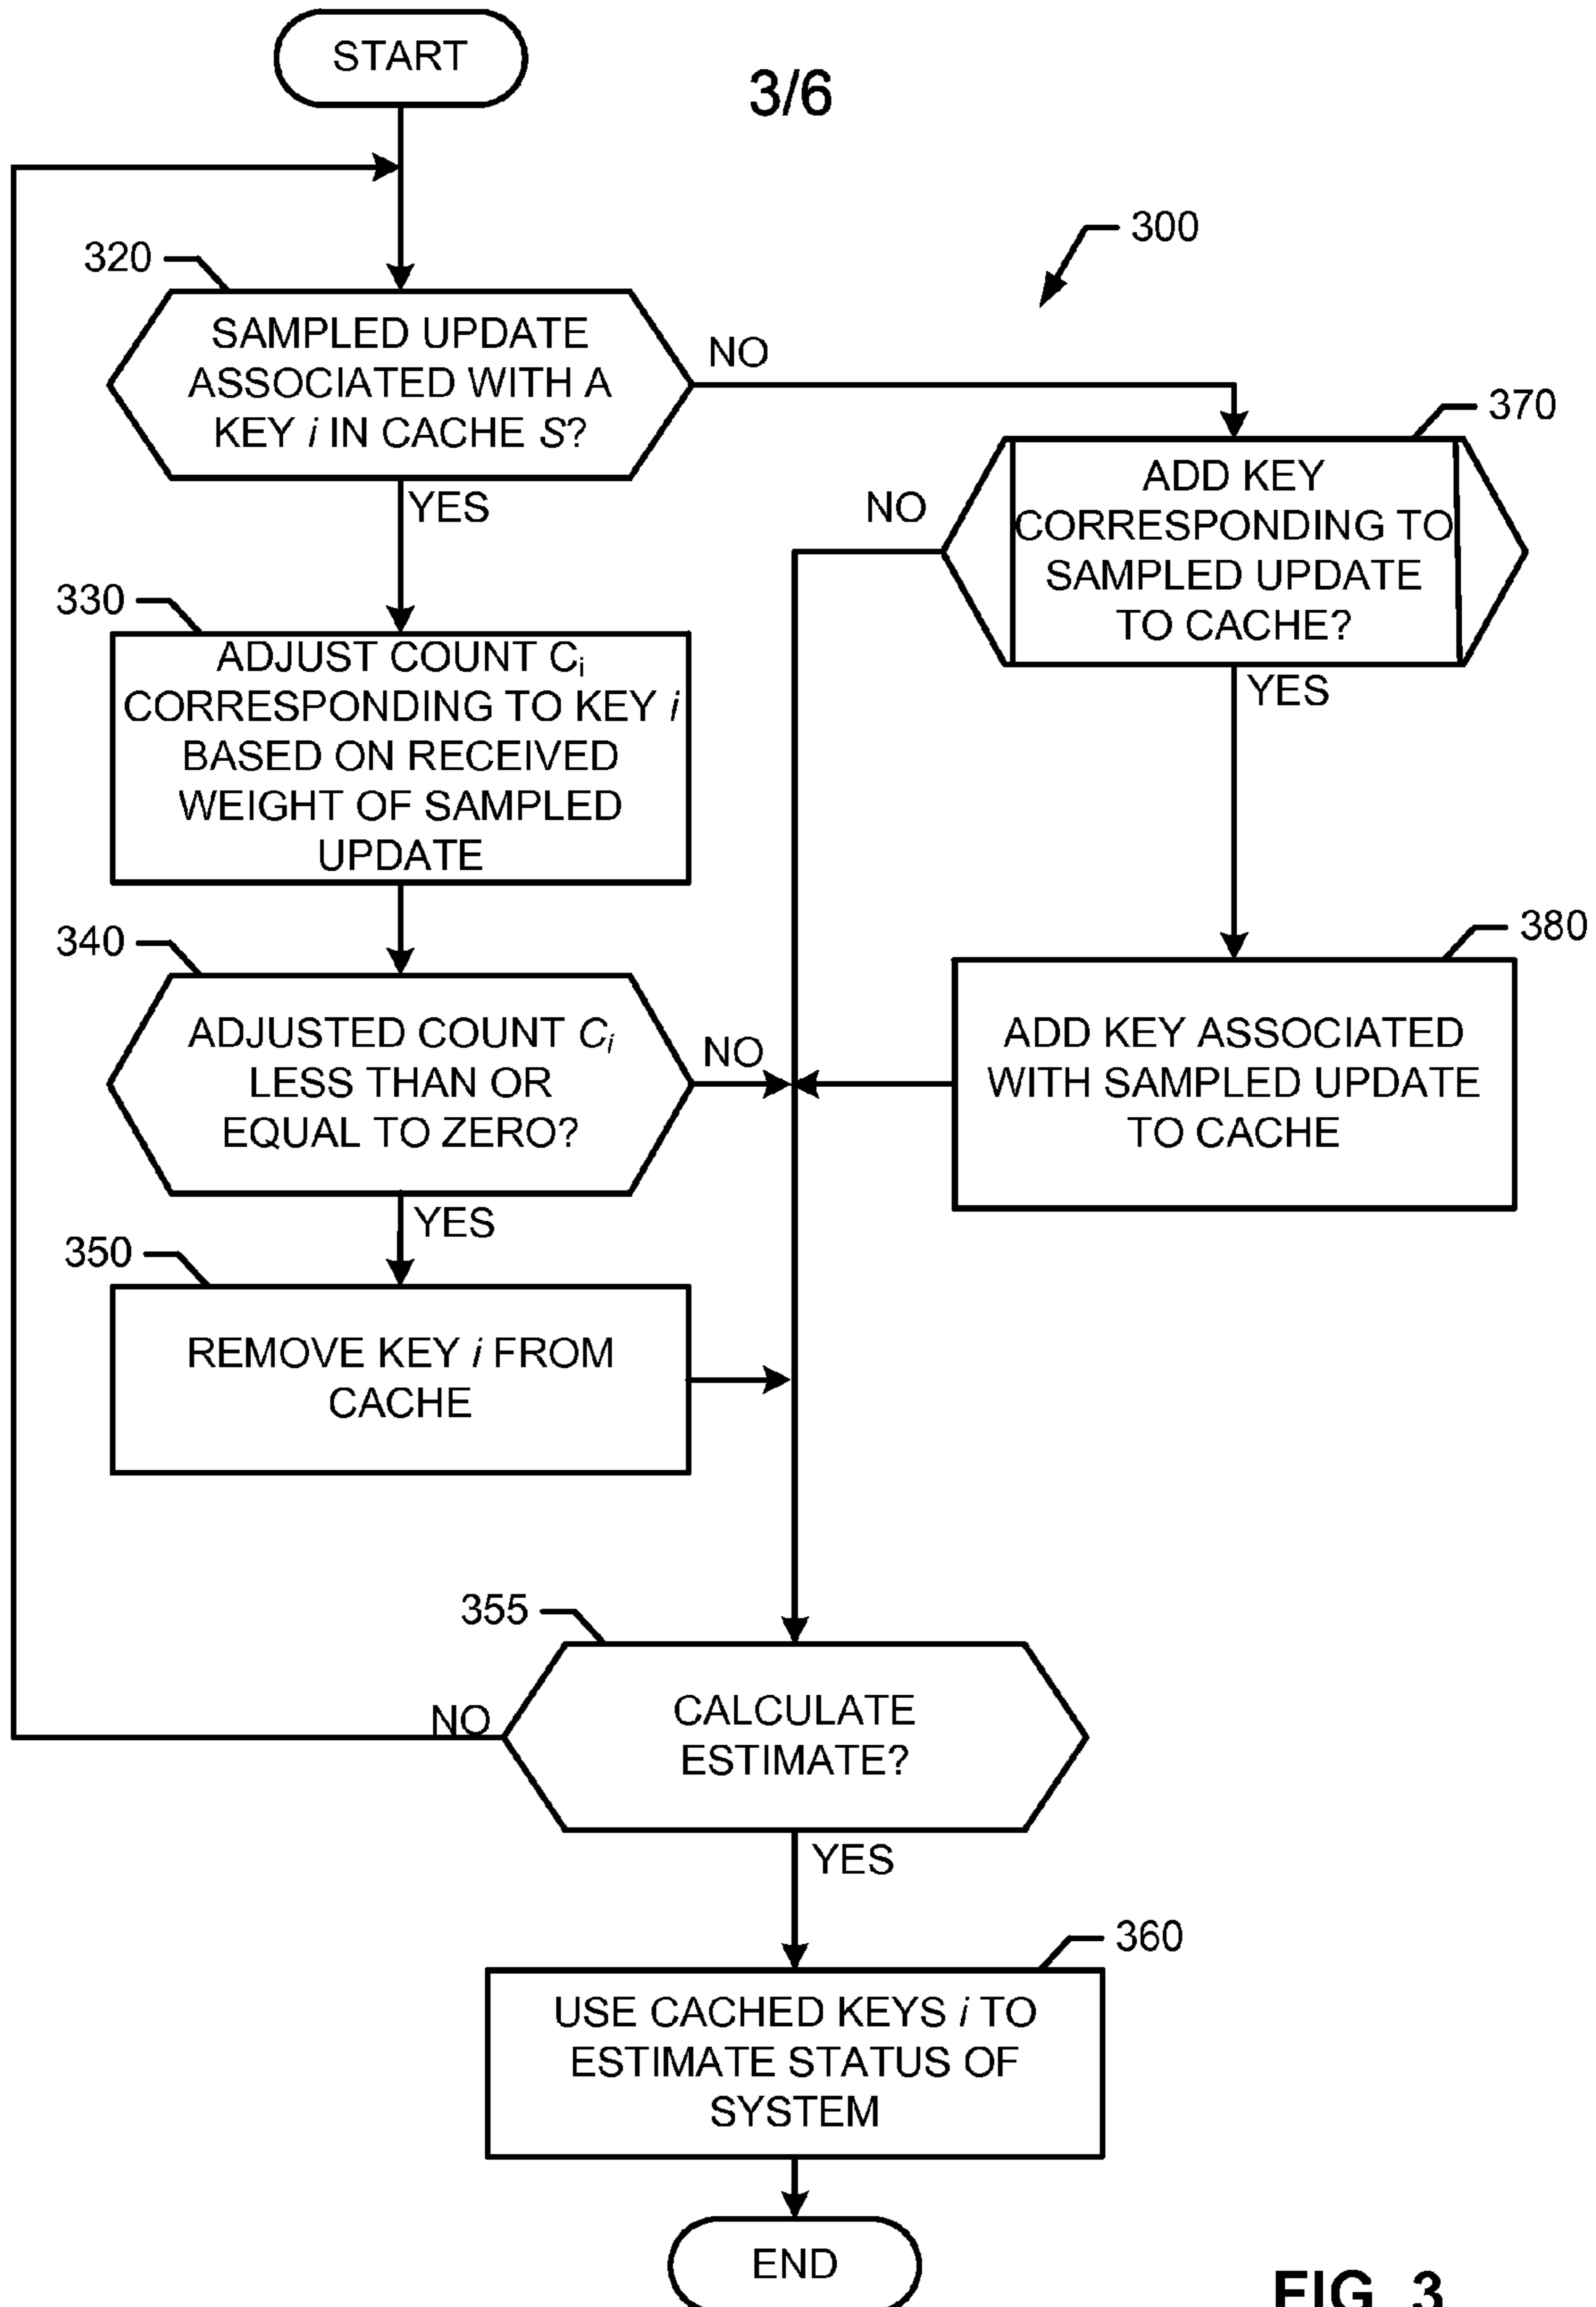 START
3/6
300
320
SAMPLED UPDATE
ASSOCIATED WITH A
KEY i IN CACHE S?
NO
YES
370
ADD KEY
CORRESPONDING TO
SAMPLED UPDATE
TO CACHE?
NO
YES
330
ADJUST COUNT Ci
CORRESPONDING TO KEY i
BASED ON RECEIVED
WEIGHT OF SAMPLED
UPDATE
340
ADJUSTED COUNT Ci
LESS THAN OR
EQUAL TO ZERO?
NO
YES
380
ADD KEY ASSOCIATED
WITH SAMPLED UPDATE
TO CACHE
350
REMOVE KEY i FROM
CACHE
355
CALCULATE
ESTIMATE?
NO
YES
360
USE CACHED KEYS i TO
ESTIMATE STATUS OF
SYSTEM
END
FIG. 3